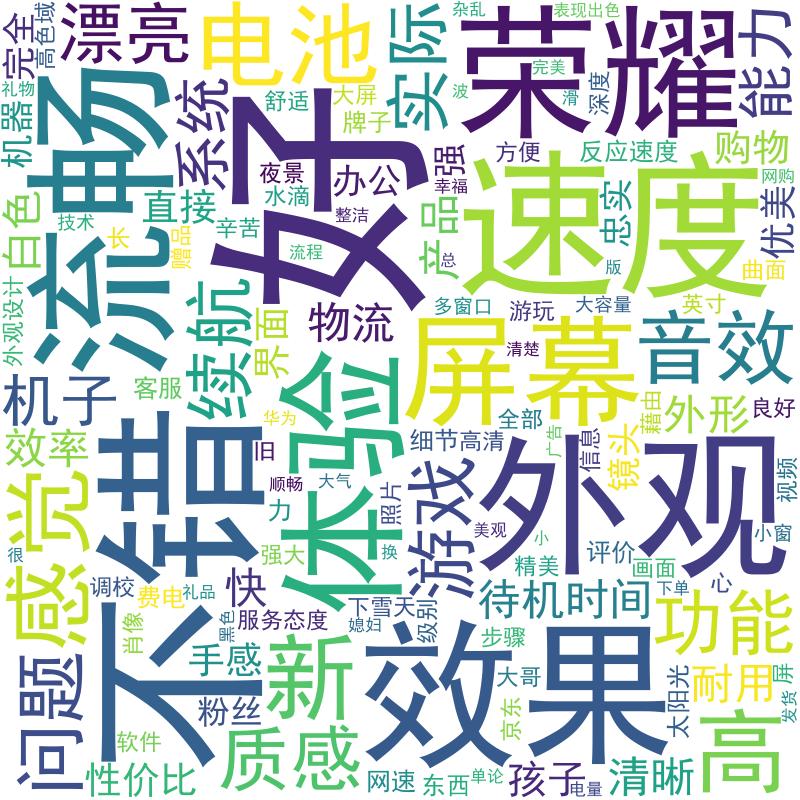 完全
高色域
漂亮
电池
实际
杂乱
表现出色
荣耀
完美
波
滑
深度
能力
礼物
机器
流畅
系统
好
舒适
大屏
牌子
强
方便
反应速度
购物
网购
夜景
办公
幸福
水滴
整洁
直接
白色
技术
长
赠品
辛苦
流程
产品
总
速度
忠实
版
优美
曲面
外观设计
续航
界面
物流
多窗口
游玩
大容量
英寸
屏幕
清楚
音效
机子
客服
体验
华为
旧
全部
细节高清
广告
信息
镜头
藉由
外形
良好
效率
不错
顺畅
大气
照片
游戏
美观
外观
视频
感觉
很
力
强大
换
小
小窗
精美
评价
画面
下单
心
调校
费电
礼品
快
黑色
服务态度
下雪天
媳妇
级别
待机时间
功能
肖像
步骤
问题
手感
新
效果
大哥
太阳光
耐用
屏
粉丝
京东
发货
软件
质感
高
性价比
网速
东西
单论
孩子
电量
清晰